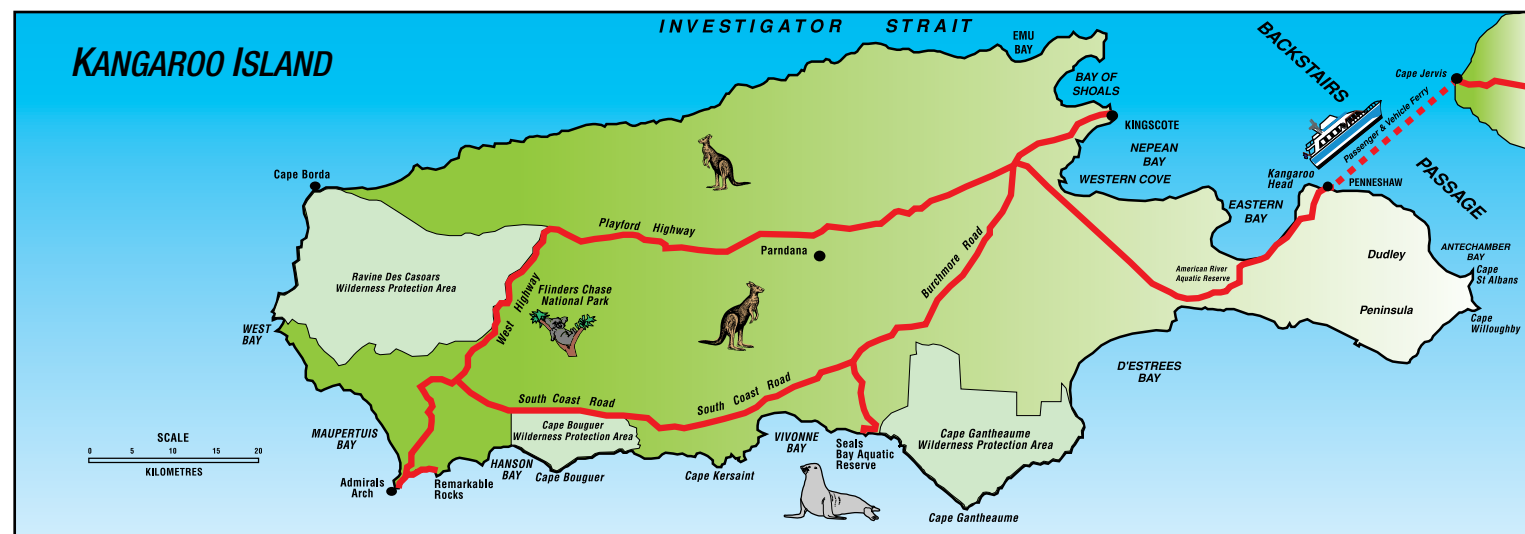 INVESTIGATOR STRAIT
KANGAROO ISLAND
EMU
BAY
BACKSTAIRS
Cape Jervis
BAY OF
SHOALS
Passenger & Vehicle Ferry
KINGSCOTE
NEPEAN
BAY
WESTERN COVE
Kangaroo
Head
PENNESHAW
PASSAGE
Cape Borda
EASTERN
BAY
Playford Highway
Parndana
Burchmore Road
Dudley
Peninsula
ANTECHAMBER
BAY
Cape
St Albans
Cape
Willoughby
Ravine Des Casoars
Wilderness Protection Area
American River
Aquatic Reserve
West Highway
Flinders Chase
National Park
WEST
BAY
D'ESTREES
BAY
South Coast Road
South Coast Road
MAUPERTUIS
BAY
Cape Bouguer
Wilderness Protection Area
VIVONNE
BAY
Seals
Bay Aquatic
Reserve
Cape Gantheaume
Wilderness Protection Area
SCALE
0 5 10 15 20
KILOMETRES
HANSON
BAY
Cape Bouguer
Cape Kersaint
Admirals
Arch
Remarkable
Rocks
Cape Gantheaume